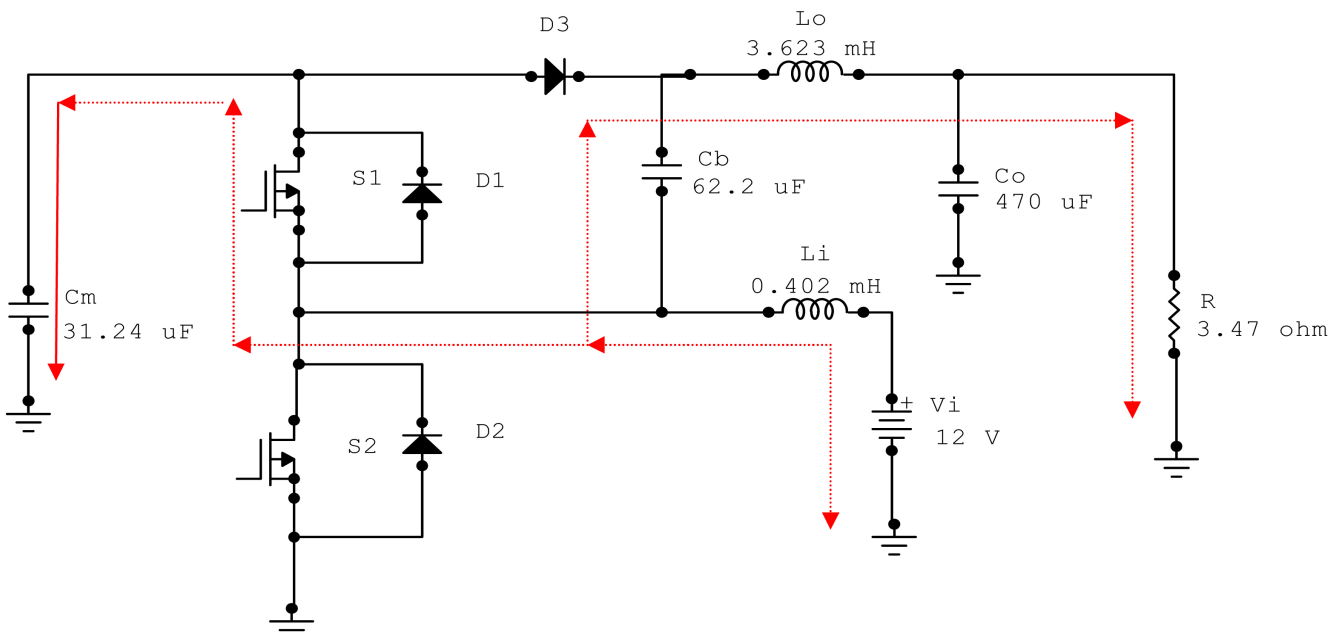 Lo
3.623 mH
D3
S1
D1
Cb
62.2 uF
Co
470 uF
Li
0.402 mH
Cm
31.24 uF
R
3.47 ohm
+ Vi
12 V
S2
D2